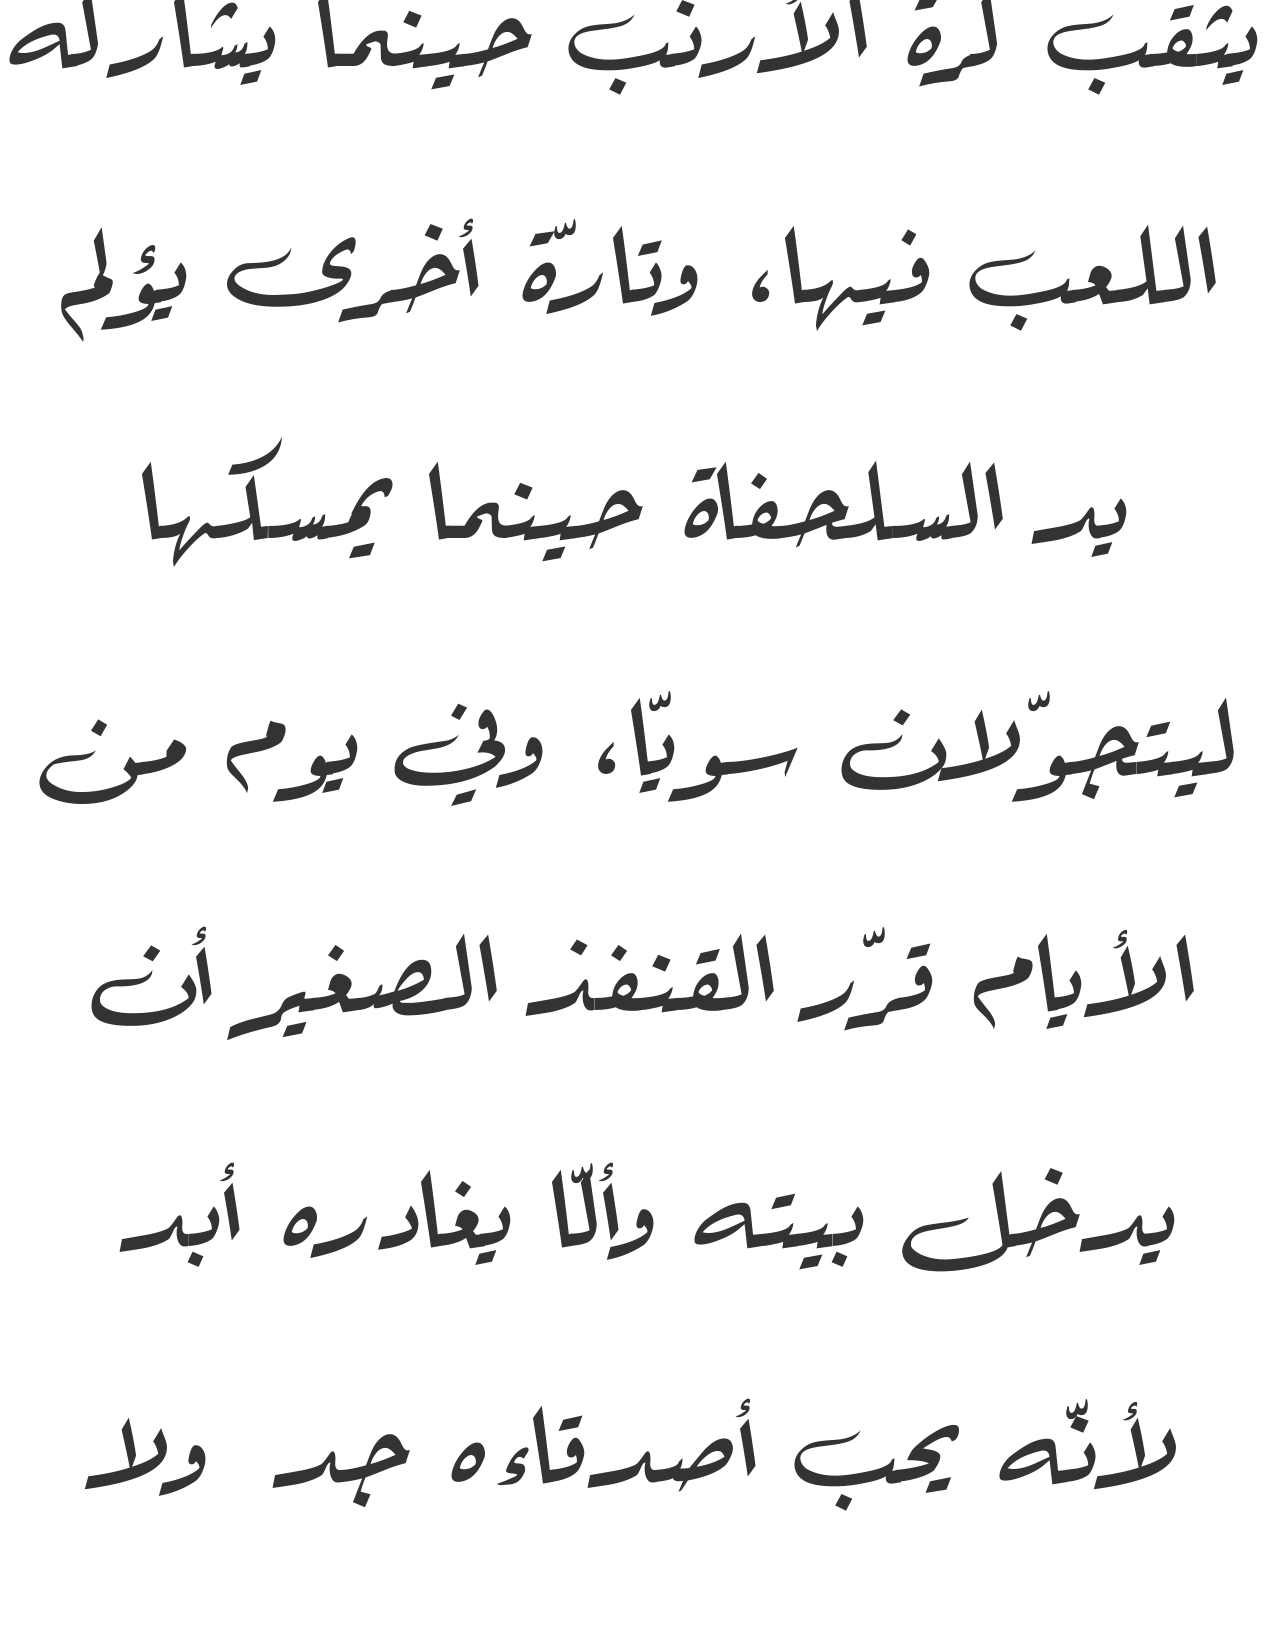 يثقب كرة الأرنب حينما يشاركه
اللعب فيها، وتارّة أخرى يؤلم
يد السلحفاة حينما يمسكها
ليتجوّلان سويّا، وفي يوم من
الأيام قرّر القنفذ الصغير أن
يدخل بيته وألّا يغادره أبد
لأنّه يحب أصدقاءه جد ولا